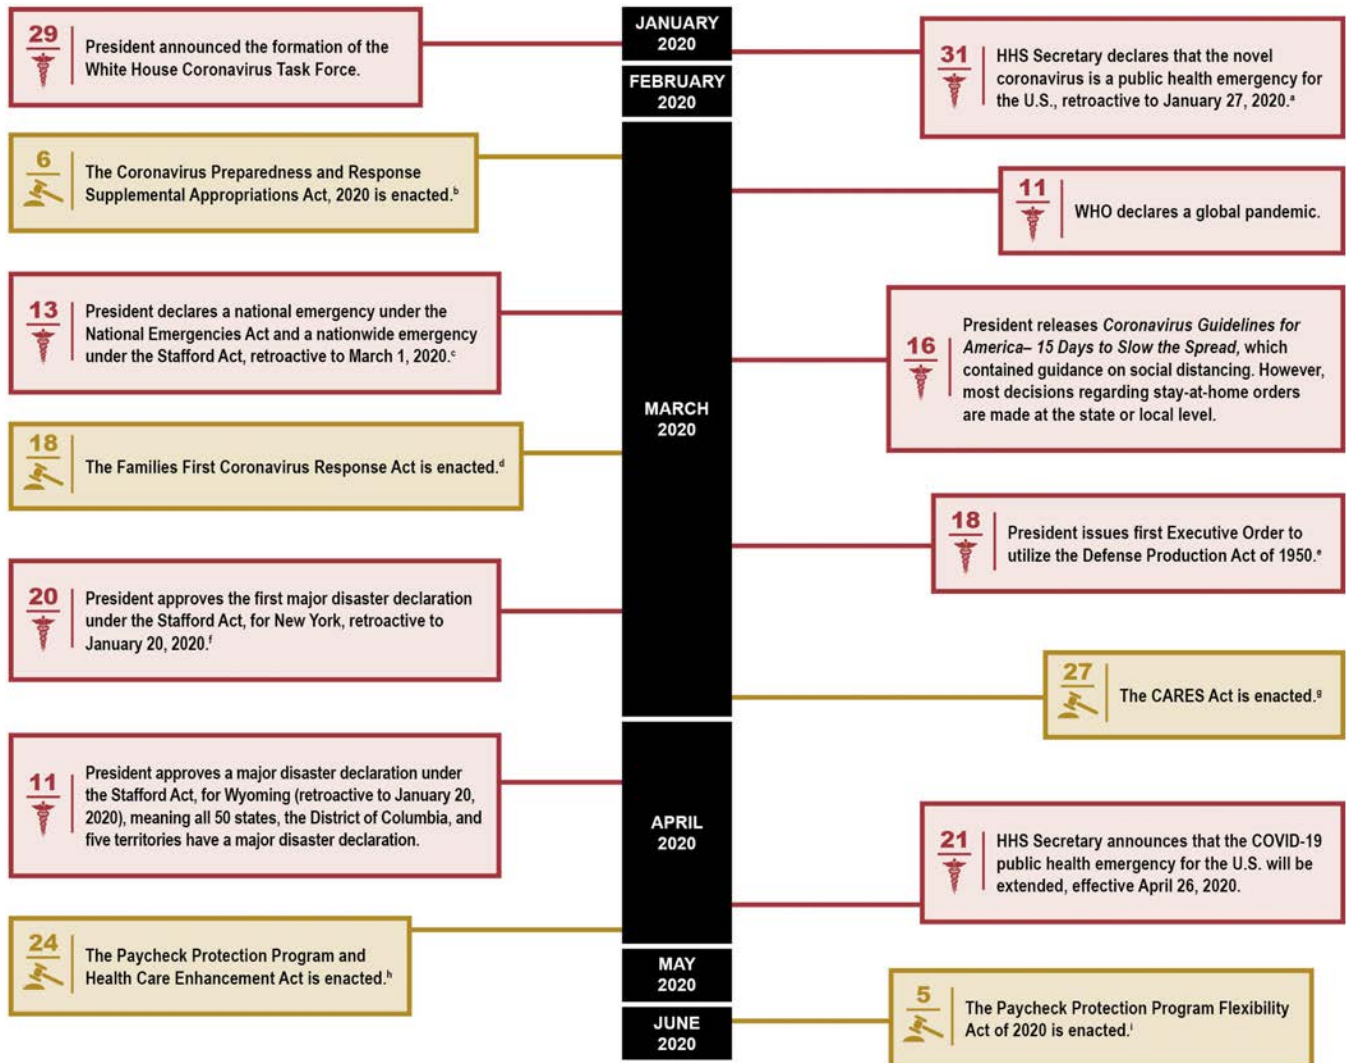 JANUARY
2020
29
President announced the formation of the
White House Coronavirus Task Force.
31
HHS Secretary declares that the novel
coronavirus is a public health emergency for
the U.S., retroactive to January 27, 2020.ᵃ
FEBRUARY
2020
MARCH
2020
6
The Coronavirus Preparedness and Response
Supplemental Appropriations Act, 2020 is enacted.ᵇ
11
WHO declares a global pandemic.
13
President declares a national emergency under the
National Emergencies Act and a nationwide emergency
under the Stafford Act, retroactive to March 1, 2020.ᶜ
16
President releases Coronavirus Guidelines for
America– 15 Days to Slow the Spread, which
contained guidance on social distancing. However,
most decisions regarding stay-at-home orders
are made at the state or local level.
18
The Families First Coronavirus Response Act is enacted.ᵈ
18
President issues first Executive Order to
utilize the Defense Production Act of 1950.ᵉ
20
President approves the first major disaster declaration
under the Stafford Act, for New York, retroactive to
January 20, 2020.ᶠ
27
The CARES Act is enacted.ᵍ
APRIL
2020
11
President approves a major disaster declaration under
the Stafford Act, for Wyoming (retroactive to January 20,
2020), meaning all 50 states, the District of Columbia, and
five territories have a major disaster declaration.
21
HHS Secretary announces that the COVID-19
public health emergency for the U.S. will be
extended, effective April 26, 2020.
24
The Paycheck Protection Program and
Health Care Enhancement Act is enacted.ʰ
MAY
2020
JUNE
2020
5
The Paycheck Protection Program Flexibility
Act of 2020 is enacted.ⁱ